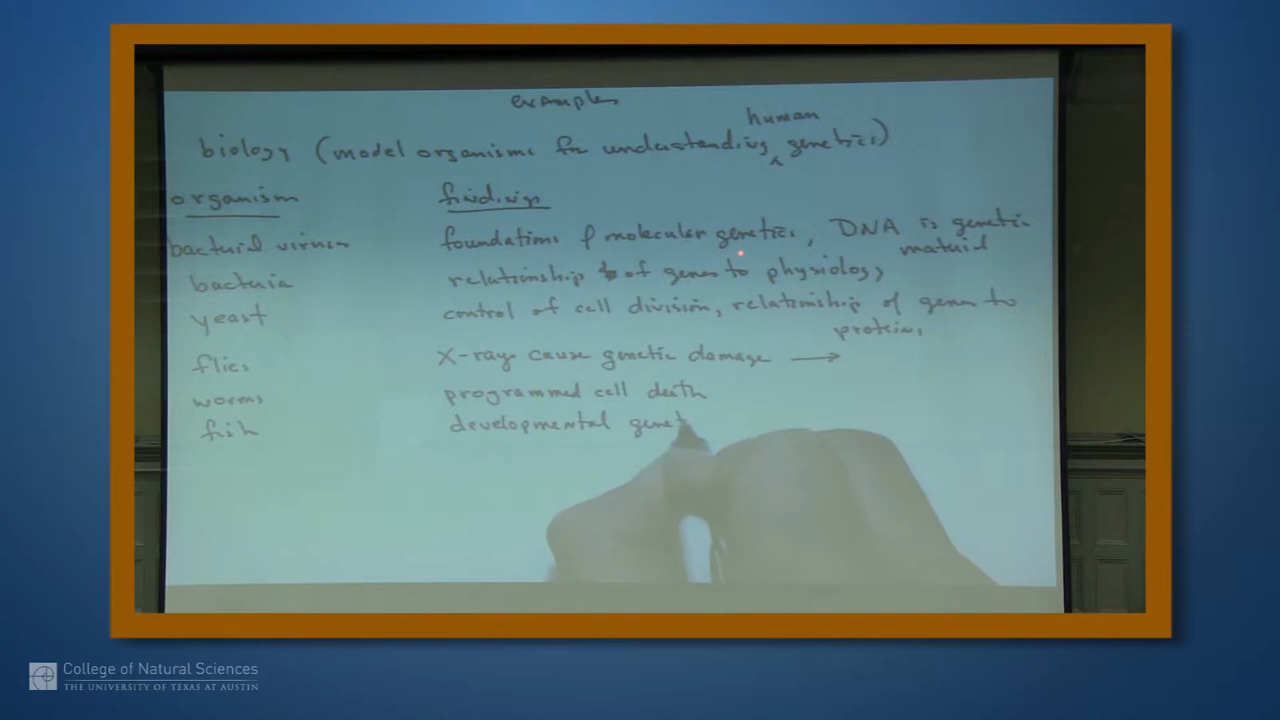 examples
human
biology (model organisms for understanding ‸ genetics)
organism findings
bacterial viruses foundations of molecular genetics, DNA is genetic
material
bacteria relationship of genes to physiology
yeast control of cell division, relationship of genes to
proteins
flies X-rays cause genetic damage →
worms programmed cell death
fish developmental genet
College of Natural Sciences
THE UNIVERSITY OF TEXAS AT AUSTIN